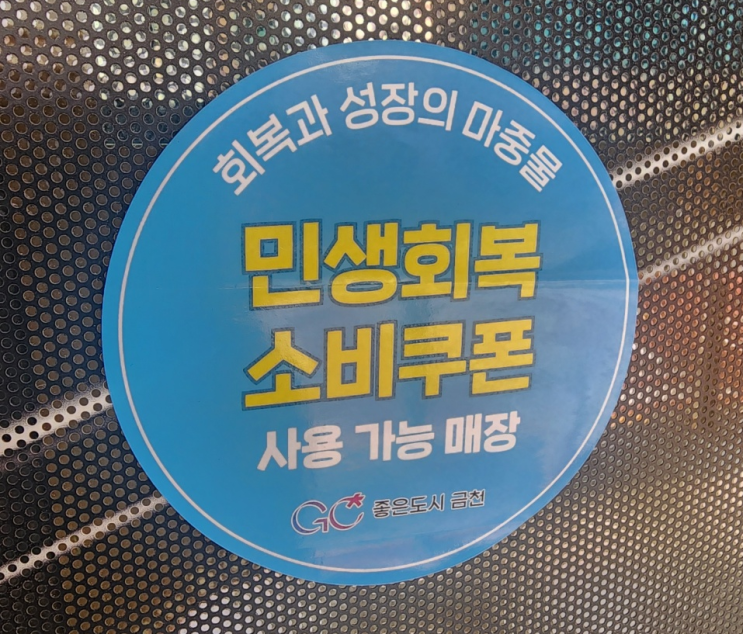 회복과 성장의 마중물
민생회복
소비쿠폰
사용 가능 매장
GC 좋은도시 금천